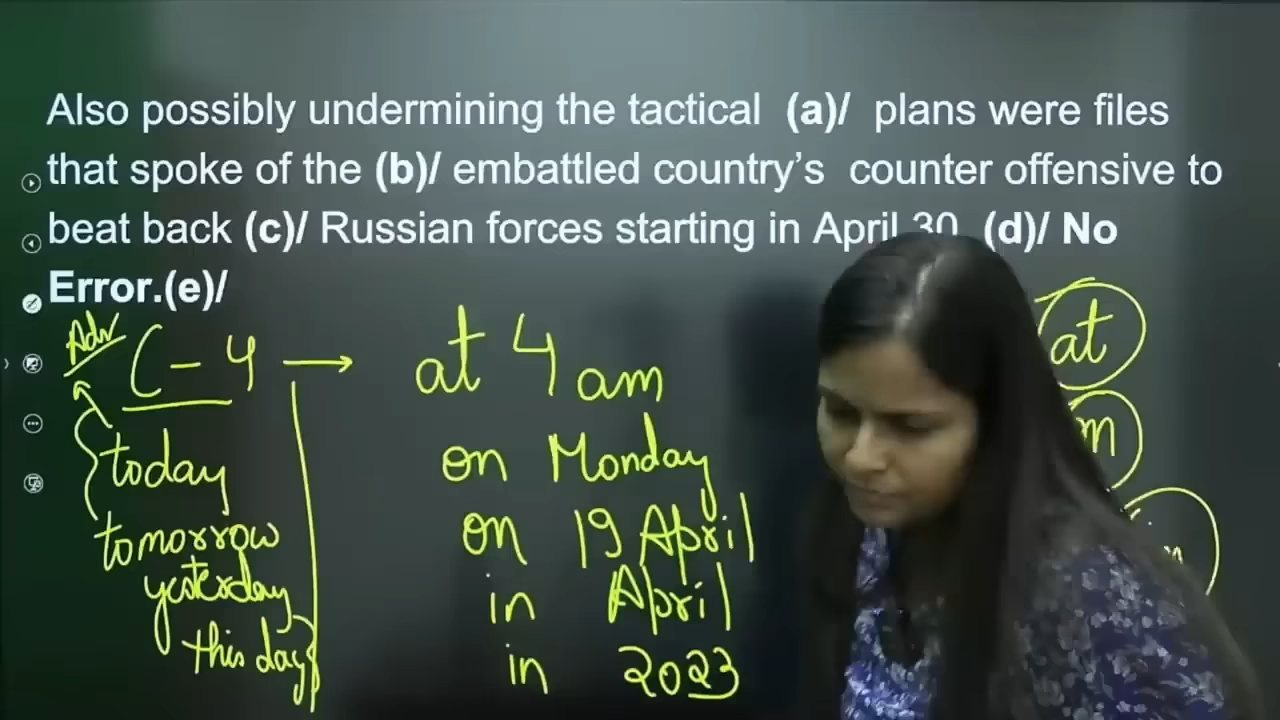 Also possibly undermining the tactical (a)/ plans were files
that spoke of the (b)/ embattled country's counter offensive to
beat back (c)/ Russian forces starting in April 30 (d)/ No
Error.(e)/
Adv
C - 4 → at 4 am
at
today
on Monday
on
tomorrow
on 19 April
in
yesterday
in April
this day
in 2023